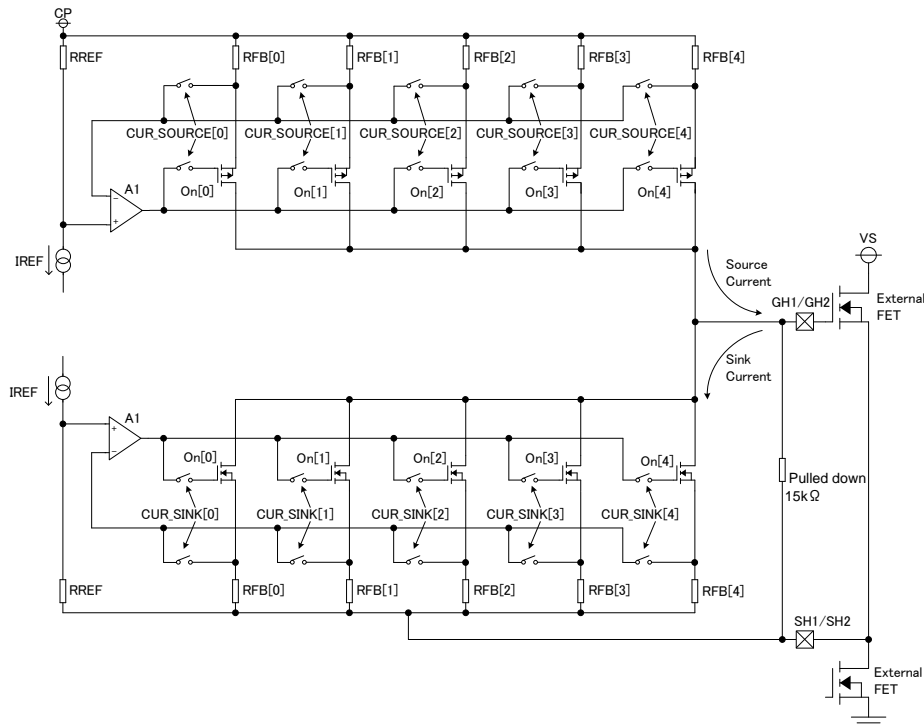 CP
RREF
RFB[0]
RFB[1]
RFB[2]
RFB[3]
RFB[4]
CUR_SOURCE[0]
CUR_SOURCE[1]
CUR_SOURCE[2]
CUR_SOURCE[3]
CUR_SOURCE[4]
A1
On[0]
On[1]
On[2]
On[3]
On[4]
−
+
IREF
Source
Current
VS
GH1/GH2
External
FET
Sink
Current
IREF
A1
+
−
On[0]
On[1]
On[2]
On[3]
On[4]
Pulled down
15kΩ
CUR_SINK[0]
CUR_SINK[1]
CUR_SINK[2]
CUR_SINK[3]
CUR_SINK[4]
RREF
RFB[0]
RFB[1]
RFB[2]
RFB[3]
RFB[4]
SH1/SH2
External
FET